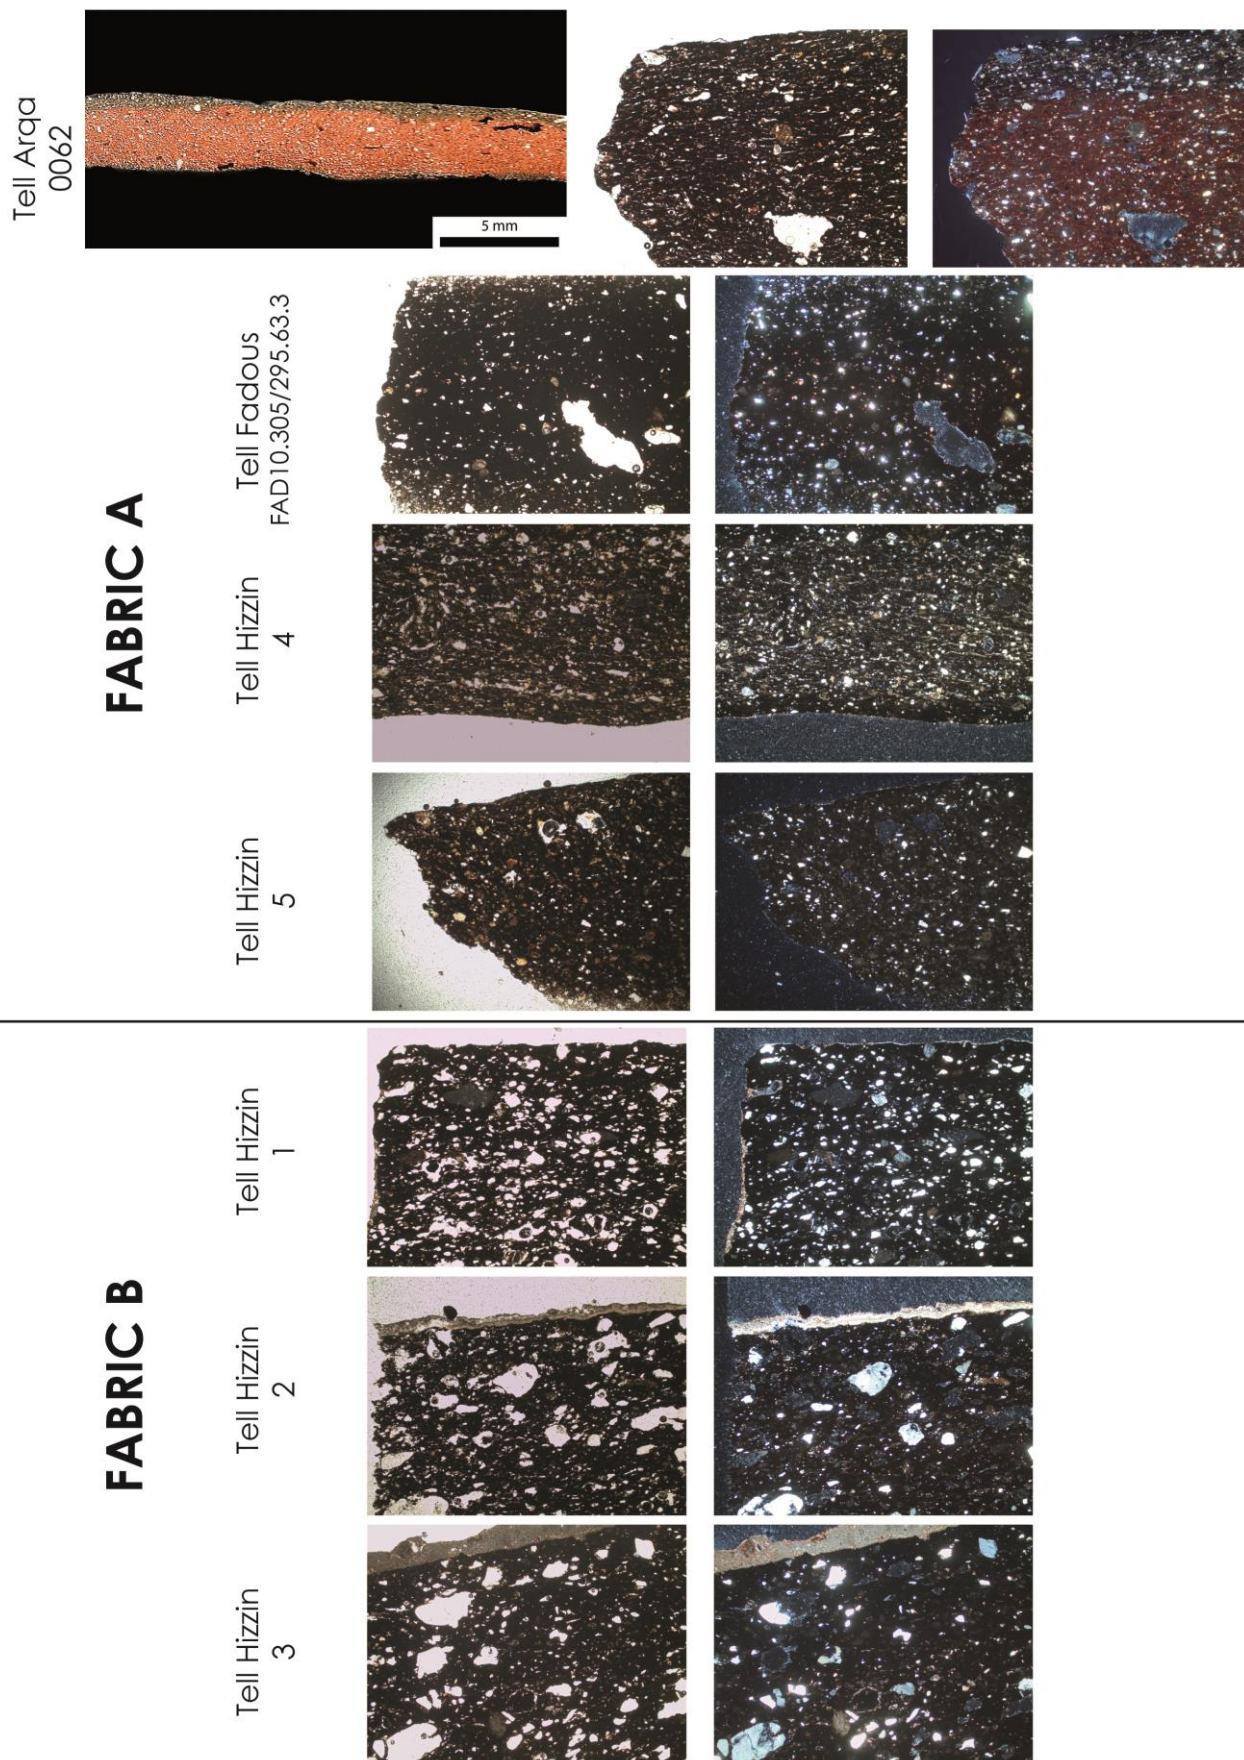 Tell Arqa
0062
5 mm
FABRIC A
Tell Fadous
FAD10.305/295.63.3
Tell Hizzin
4
Tell Hizzin
5
FABRIC B
Tell Hizzin
1
Tell Hizzin
2
Tell Hizzin
3